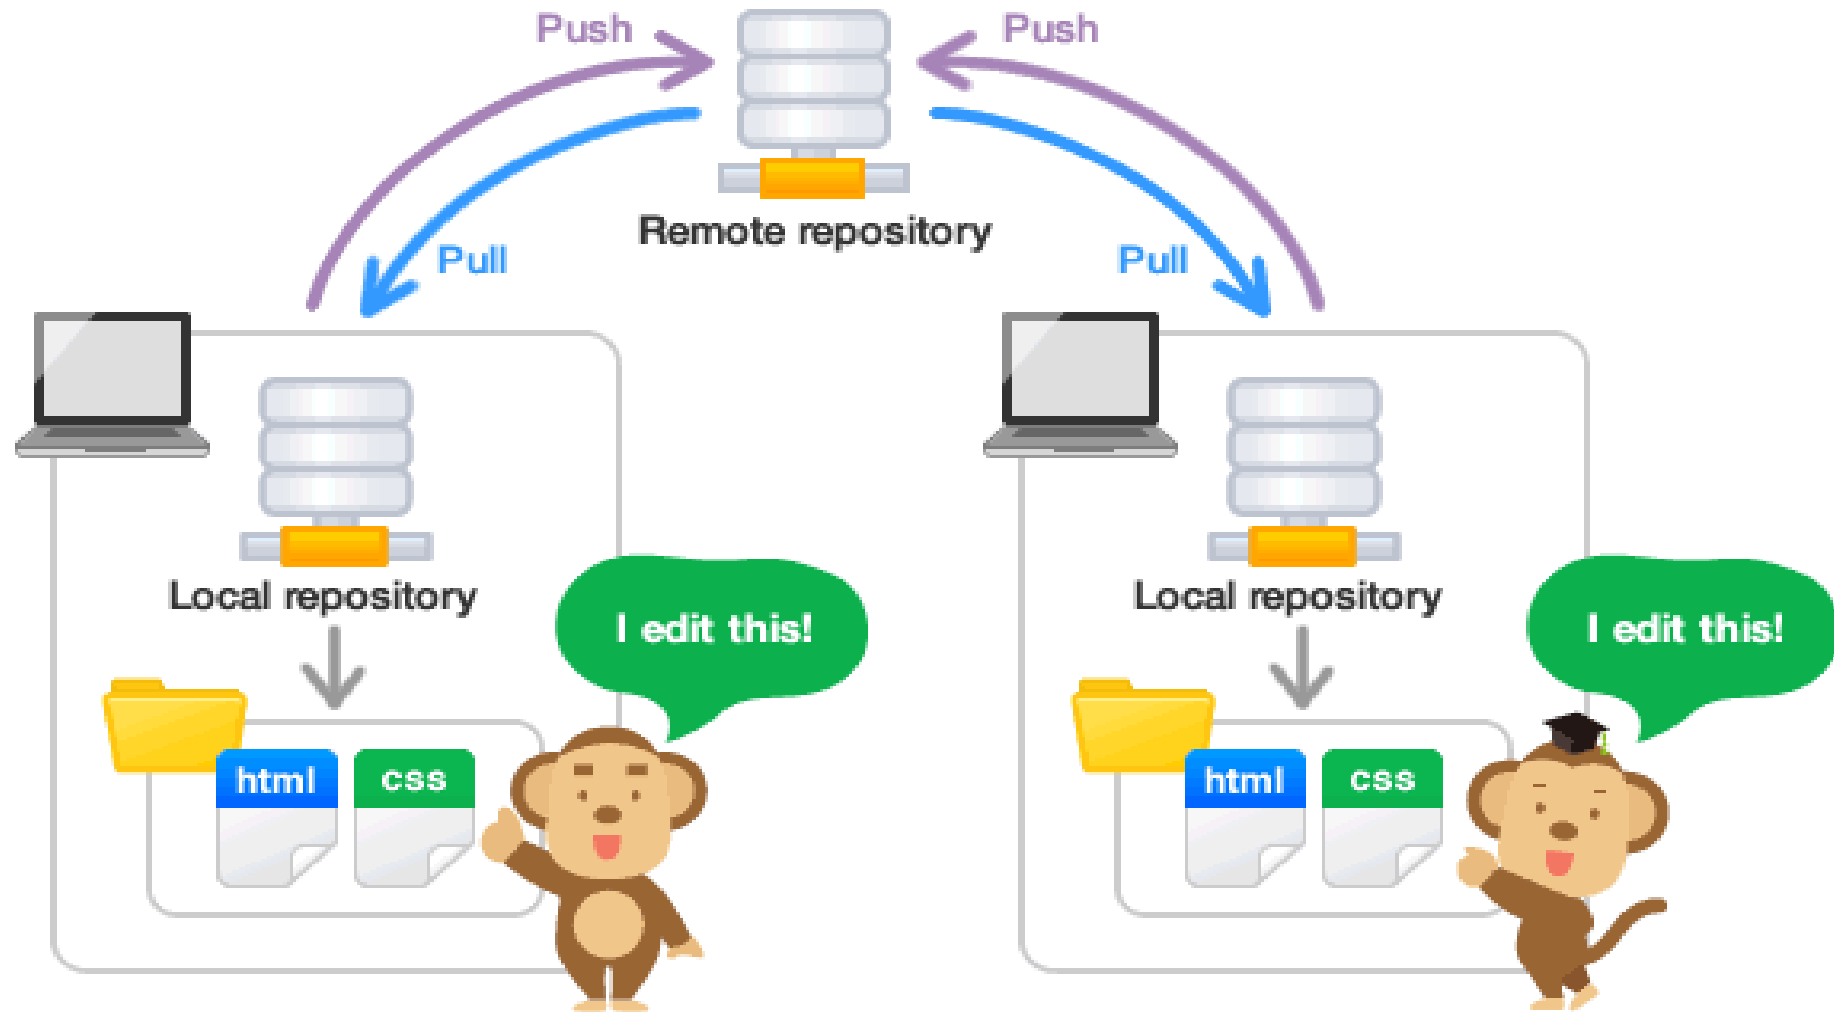 Push
Push
Remote repository
Pull
Pull
Local repository
Local repository
I edit this!
I edit this!
html
css
html
css